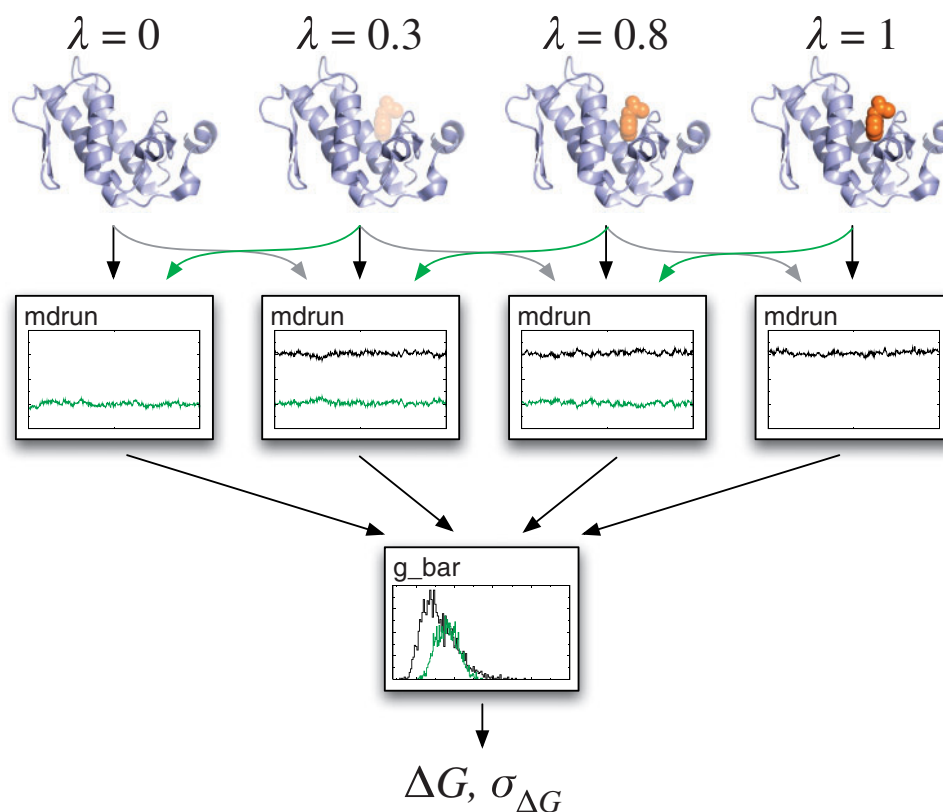 λ = 0 λ = 0.3 λ = 0.8 λ = 1
mdrun mdrun mdrun mdrun
g_bar
ΔG, σ_ΔG